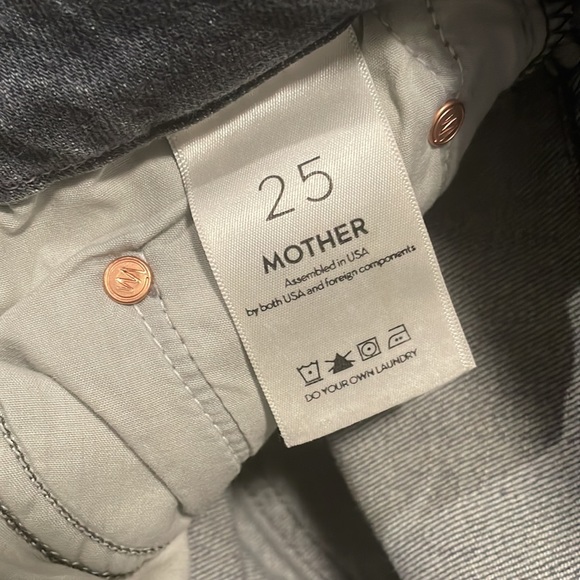 25
MOTHER
Assembled in USA
by both USA and foreign components
DO YOUR OWN LAUNDRY